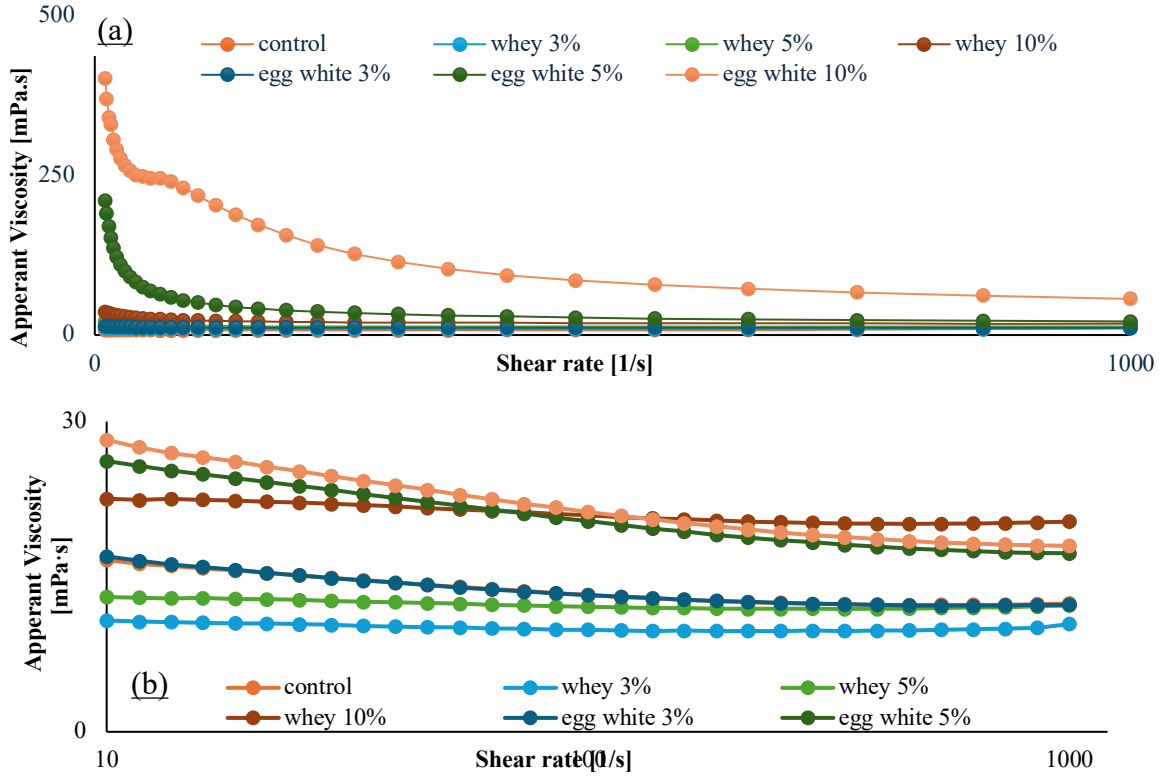 500
(a)
control whey 3% whey 5% whey 10%
egg white 3% egg white 5% egg white 10%
Apperant Viscosity [mPa.s]
250
0
0 Shear rate [1/s] 1000
30
Apperant Viscosity
[mPa·s]
(b)
control whey 3% whey 5%
whey 10% egg white 3% egg white 5%
0
10 100 1000
Shear rate [1/s]